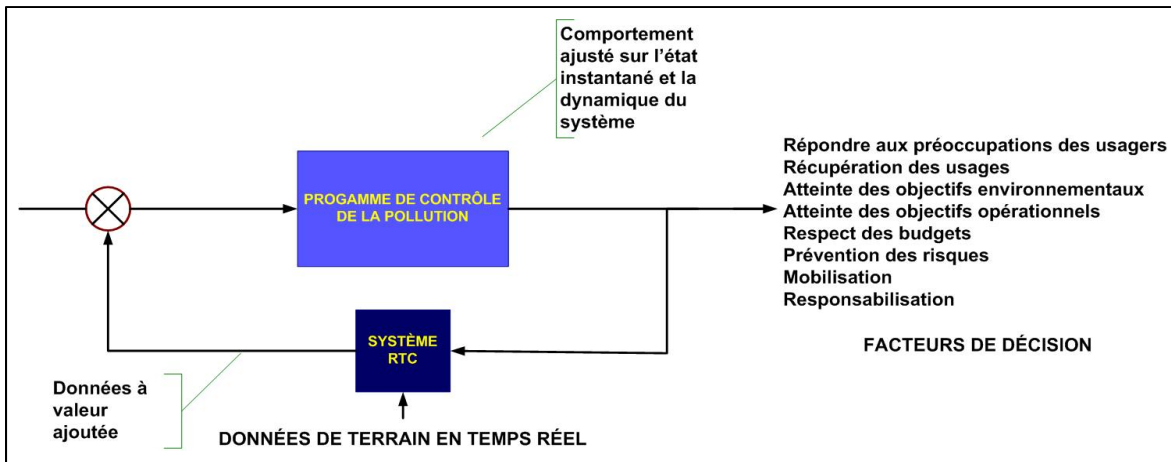 Comportement
ajusté sur l'état
instantané et la
dynamique du
système
PROGAMME DE CONTRÔLE
DE LA POLLUTION
Répondre aux préoccupations des usagers
Récupération des usages
Atteinte des objectifs environnementaux
Atteinte des objectifs opérationnels
Respect des budgets
Prévention des risques
Mobilisation
Responsabilisation
FACTEURS DE DÉCISION
SYSTÈME
RTC
Données à
valeur
ajoutée
DONNÉES DE TERRAIN EN TEMPS RÉEL